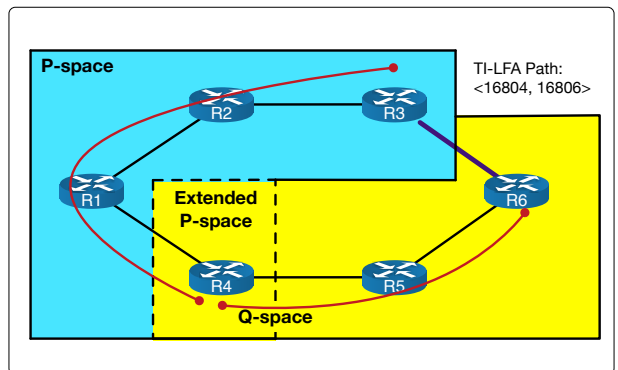 P-space
TI-LFA Path:
<16804, 16806>
R2
R3
R1
Extended
P-space
R6
R4
R5
Q-space